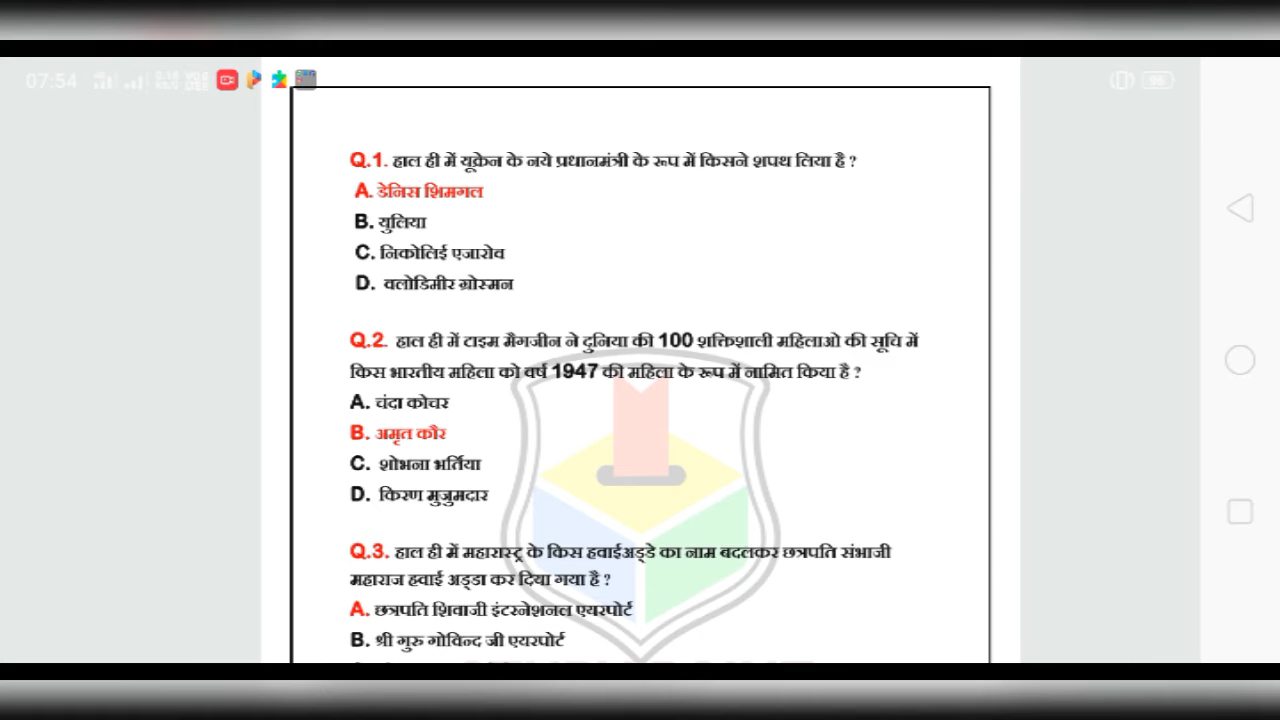 07:54
96
Q.1. हाल ही में यूक्रेन के नये प्रधानमंत्री के रूप में किसने शपथ लिया है ?
A. डेनिस शिमगल
B. युलिया
C. निकोलिई एजारोव
D. वलोडिमीर ग्रोस्मन
Q.2. हाल ही में टाइम मैगजीन ने दुनिया की 100 शक्तिशाली महिलाओ की सूचि में
किस भारतीय महिला को वर्ष 1947 की महिला के रूप में नामित किया है ?
A. चंदा कोचर
B. अमृत कौर
C. शोभना भर्तिया
D. किरण मुजुमदार
Q.3. हाल ही में महारास्ट्र के किस हवाईअड्डे का नाम बदलकर छत्रपति संभाजी
महाराज हवाई अड्डा कर दिया गया है ?
A. छत्रपति शिवाजी इंटरनेशनल एयरपोर्ट
B. श्री गुरु गोविन्द जी एयरपोर्ट